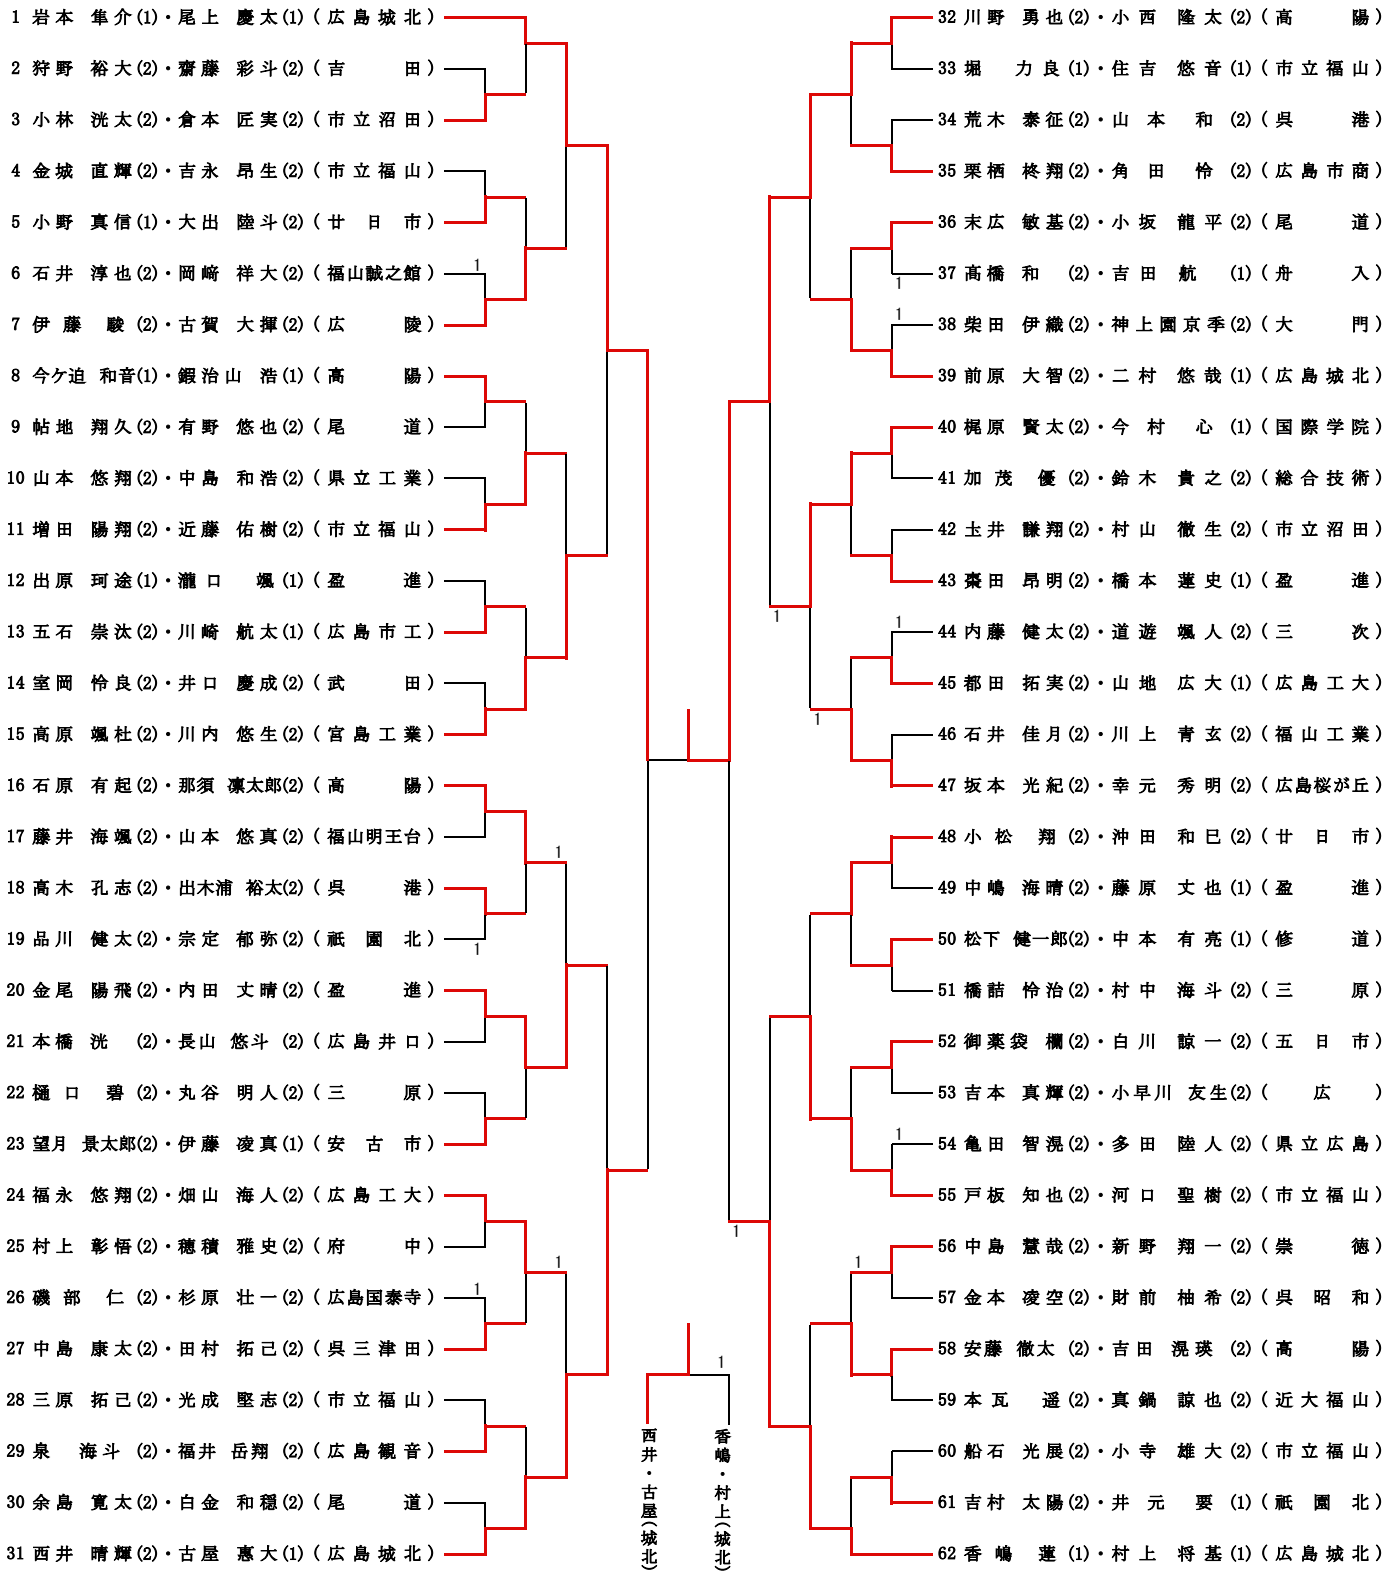 1 岩本 隼介(1)・尾上 慶太(1)(広島城北)
2 狩野 裕大(2)・齋藤 彩斗(2)(吉田)
3 小林 洸太(2)・倉本 匠実(2)(市立沼田)
4 金城 直輝(2)・吉永 昂生(2)(市立福山)
5 小野 真信(1)・大出 陸斗(2)(廿日市)
6 石井 淳也(2)・岡崎 祥大(2)(福山誠之館) 1
7 伊藤 駿(2)・古賀 大揮(2)(広陵)
8 今ケ迫 和音(1)・鍜治山 浩(1)(高陽)
9 帖地 翔久(2)・有野 悠也(2)(尾道)
10 山本 悠翔(2)・中島 和浩(2)(県立工業)
11 増田 陽翔(2)・近藤 佑樹(2)(市立福山)
12 出原 珂途(1)・瀧口 颯(1)(盈進)
13 五石 崇汰(2)・川崎 航太(1)(広島市工)
14 室岡 怜良(2)・井口 慶成(2)(武田)
15 高原 颯杜(2)・川内 悠生(2)(宮島工業)
16 石原 有起(2)・那須 凛太郎(2)(高陽)
17 藤井 海颯(2)・山本 悠真(2)(福山明王台)
1
18 高木 孔志(2)・出木浦 裕太(2)(呉港)
19 品川 健太(2)・宗定 郁弥(2)(祇園北) 1
20 金尾 陽飛(2)・内田 丈晴(2)(盈進)
21 本橋 洸(2)・長山 悠斗(2)(広島井口)
22 樋口 碧(2)・丸谷 明人(2)(三原)
23 望月 景太郎(2)・伊藤 凌真(1)(安古市)
24 福永 悠翔(2)・畑山 海人(2)(広島工大)
25 村上 彰悟(2)・穂積 雅史(2)(府中)
1
26 磯部 仁(2)・杉原 壮一(2)(広島国泰寺) 1
27 中島 康太(2)・田村 拓己(2)(呉三津田)
28 三原 拓己(2)・光成 堅志(2)(市立福山)
29 泉 海斗(2)・福井 岳翔(2)(広島観音)
30 余島 寛太(2)・白金 和穏(2)(尾道)
31 西井 晴輝(2)・古屋 惠大(1)(広島城北)
1
西井・古屋(城北)
香嶋・村上(城北)
32 川野 勇也(2)・小西 隆太(2)(高陽)
33 堀 力良(1)・住吉 悠音(1)(市立福山)
34 荒木 泰征(2)・山本 和(2)(呉港)
35 栗栖 柊翔(2)・角田 怜(2)(広島市商)
36 末広 敏基(2)・小坂 龍平(2)(尾道)
37 高橋 和(2)・吉田 航(1)(舟入) 1
38 柴田 伊織(2)・神上園京季(2)(大門) 1
39 前原 大智(2)・二村 悠哉(1)(広島城北)
40 梶原 賢太(2)・今村 心(1)(国際学院)
41 加茂 優(2)・鈴木 貴之(2)(総合技術)
42 玉井 謙翔(2)・村山 徹生(2)(市立沼田)
43 棗田 昂明(2)・橋本 蓮史(1)(盈進)
1
44 内藤 健太(2)・道遊 颯人(2)(三次) 1
45 都田 拓実(2)・山地 広大(1)(広島工大)
1
46 石井 佳月(2)・川上 青玄(2)(福山工業)
47 坂本 光紀(2)・幸元 秀明(2)(広島桜が丘)
48 小松 翔(2)・沖田 和巳(2)(廿日市)
49 中嶋 海晴(2)・藤原 丈也(1)(盈進)
50 松下 健一郎(2)・中本 有亮(1)(修道)
51 橋詰 怜治(2)・村中 海斗(2)(三原)
52 御薬袋 欄(2)・白川 諒一(2)(五日市)
53 吉本 真輝(2)・小早川 友生(2)(広)
54 亀田 智滉(2)・多田 陸人(2)(県立広島) 1
55 戸板 知也(2)・河口 聖樹(2)(市立福山)
1
56 中島 慧哉(2)・新野 翔一(2)(崇徳)
1
57 金本 凌空(2)・財前 柚希(2)(呉昭和)
58 安藤 徹太(2)・吉田 滉瑛(2)(高陽)
59 本瓦 遥(2)・真鍋 諒也(2)(近大福山)
60 船石 光展(2)・小寺 雄大(2)(市立福山)
61 吉村 太陽(2)・井元 要(1)(祇園北)
62 香嶋 蓮(1)・村上 将基(1)(広島城北)